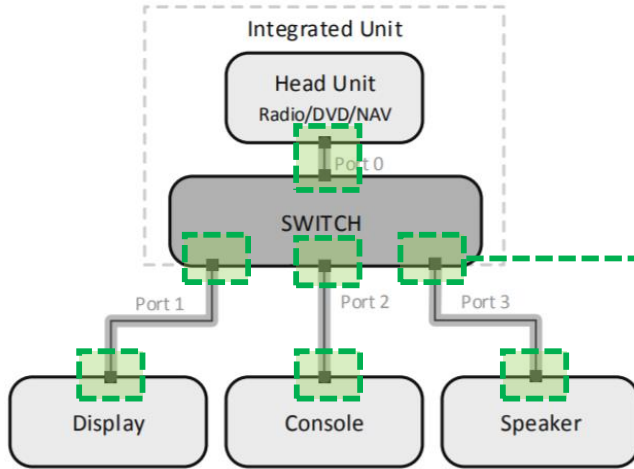 Integrated Unit
Head Unit
Radio/DVD/NAV
Port 0
SWITCH
Port 1
Port 2
Port 3
Display
Console
Speaker